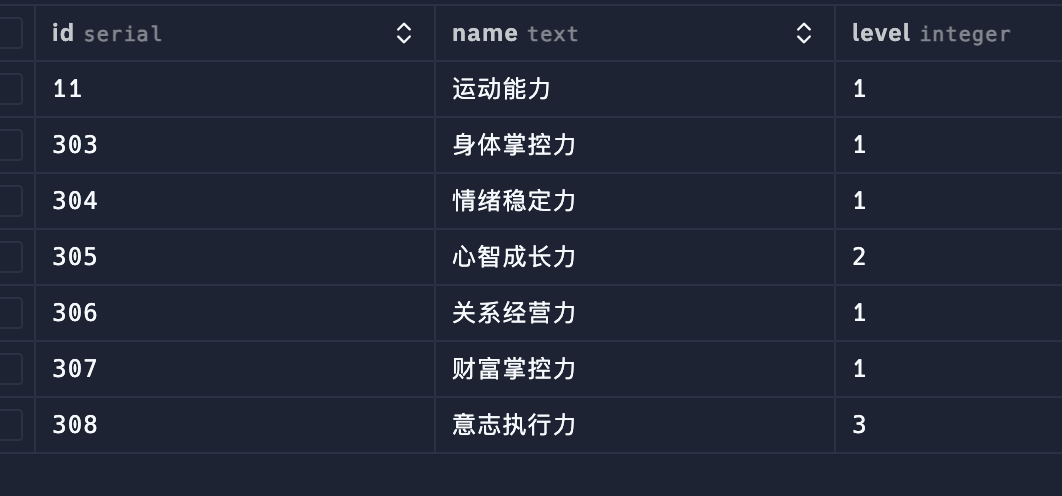 id serial name text level integer
11 运动能力 1
303 身体掌控力 1
304 情绪稳定力 1
305 心智成长力 2
306 关系经营力 1
307 财富掌控力 1
308 意志执行力 3